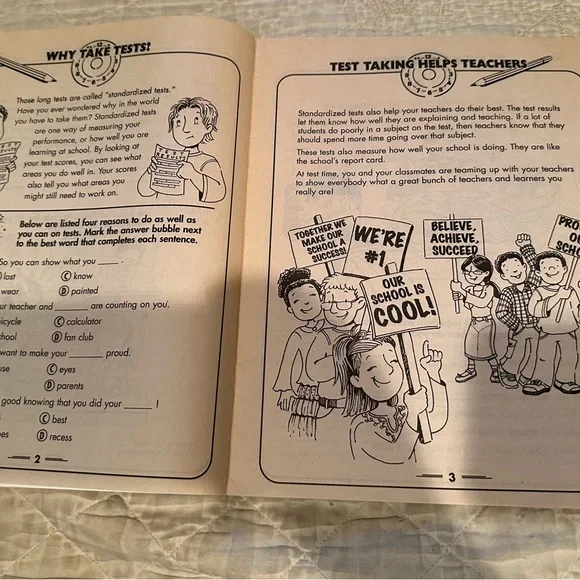 WHY TAKE TESTS?
Those long tests are called "standardized tests."
Have you ever wondered why in the world
you have to take them? Standardized tests
are one way of measuring your
performance, or how well you are
learning at school. By looking at
your test scores, you can see what
areas you do well in. Your scores
also tell you what areas you
might still need to work on.
Below are listed four reasons to do as well as
you can on tests. Mark the answer bubble next
to the best word that completes each sentence.
So you can show what you ____ .
lost C know
wear D painted
teacher and ____ are counting on you.
C calculator
D fan club
want to make your ____ proud.
C eyes
D parents
good knowing that you did your ____ !
C best
D recess
2
TEST TAKING HELPS TEACHERS
Standardized tests also help your teachers do their best. The test results
let them know how well they are explaining and teaching. If a lot of
students do poorly in a subject on the test, then teachers know that they
should spend more time going over that subject.
These tests also measure how well your school is doing. They are like
the school's report card.
At test time, you and your classmates are teaming up with your teachers
to show everybody what a great bunch of teachers and learners you
really are!
TOGETHER WE
MAKE OUR
SCHOOL A
SUCCESS!
WE'RE
#1
OUR
SCHOOL IS
COOL!
BELIEVE,
ACHIEVE,
SUCCEED
3